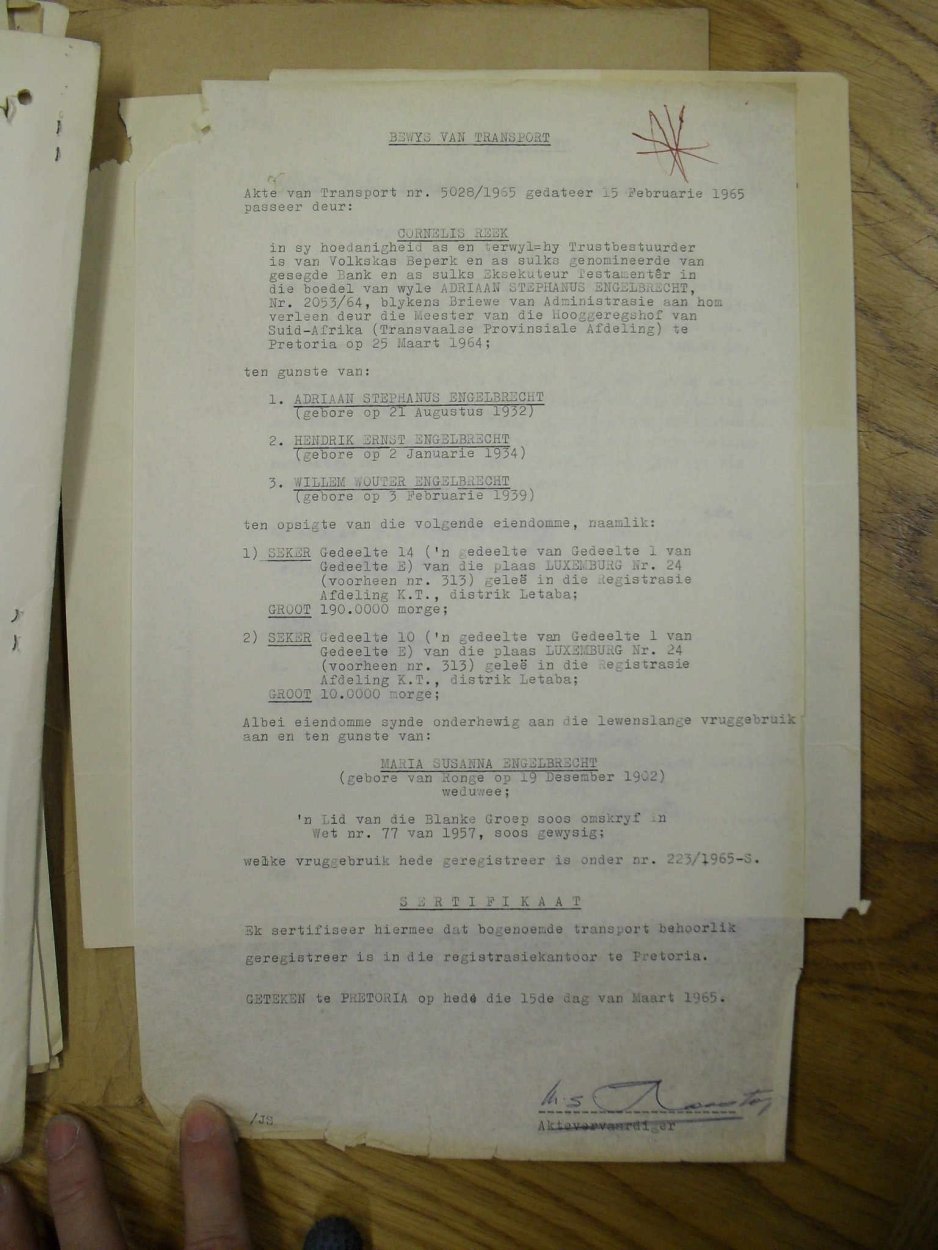 BEWYS VAN TRANSPORT
Akte van Transport nr. 5028/1965 gedateer 15 Februarie 1965
passeer deur:
CORNELIS REEK
in sy hoedanigheid as en terwyl=hy Trustbestuurder
is van Volkskas Beperk en as sulks genomineerde van
gesegde Bank en as sulks Eksekuteur Testamentêr in
die boedel van wyle ADRIAAN STEPHANUS ENGELBRECHT,
Nr. 2053/64, blykens Briewe van Administrasie aan hom
verleen deur die Meester van die Hooggeregshof van
Suid-Afrika (Transvaalse Provinsiale Afdeling) te
Pretoria op 25 Maart 1964;
ten gunste van:
1. ADRIAAN STEPHANUS ENGELBRECHT
(gebore op 21 Augustus 1932)
2. HENDRIK ERNST ENGELBRECHT
(gebore op 2 Januarie 1934)
3. WILLEM WOUTER ENGELBRECHT
(gebore op 3 Februarie 1939)
ten opsigte van die volgende eiendomme, naamlik:
1) SEKER Gedeelte 14 ('n gedeelte van Gedeelte 1 van
Gedeelte E) van die plaas LUXEMBURG Nr. 24
(voorheen nr. 313) geleë in die Registrasie
Afdeling K.T., distrik Letaba;
GROOT 190.0000 morge;
2) SEKER Gedeelte 10 ('n gedeelte van Gedeelte 1 van
Gedeelte E) van die plaas LUXEMBURG Nr. 24
(voorheen nr. 313) geleë in die Registrasie
Afdeling K.T., distrik Letaba;
GROOT 10.0000 morge;
Albei eiendomme synde onderhewig aan die lewenslange vruggebruik
aan en ten gunste van:
MARIA SUSANNA ENGELBRECHT
(gebore van Ronge op 19 Desember 1902)
weduwee;
'n Lid van die Blanke Groep soos omskryf in
Wet nr. 77 van 1957, soos gewysig;
welke vruggebruik hede geregistreer is onder nr. 223/1965-S.
SERTIFIKAAT
Ek sertifiseer hiermee dat bogenoemde transport behoorlik
geregistreer is in die registrasiekantoor te Pretoria.
GETEKEN te PRETORIA op hede die 15de dag van Maart 1965.
/JS
Aktevervaardiger